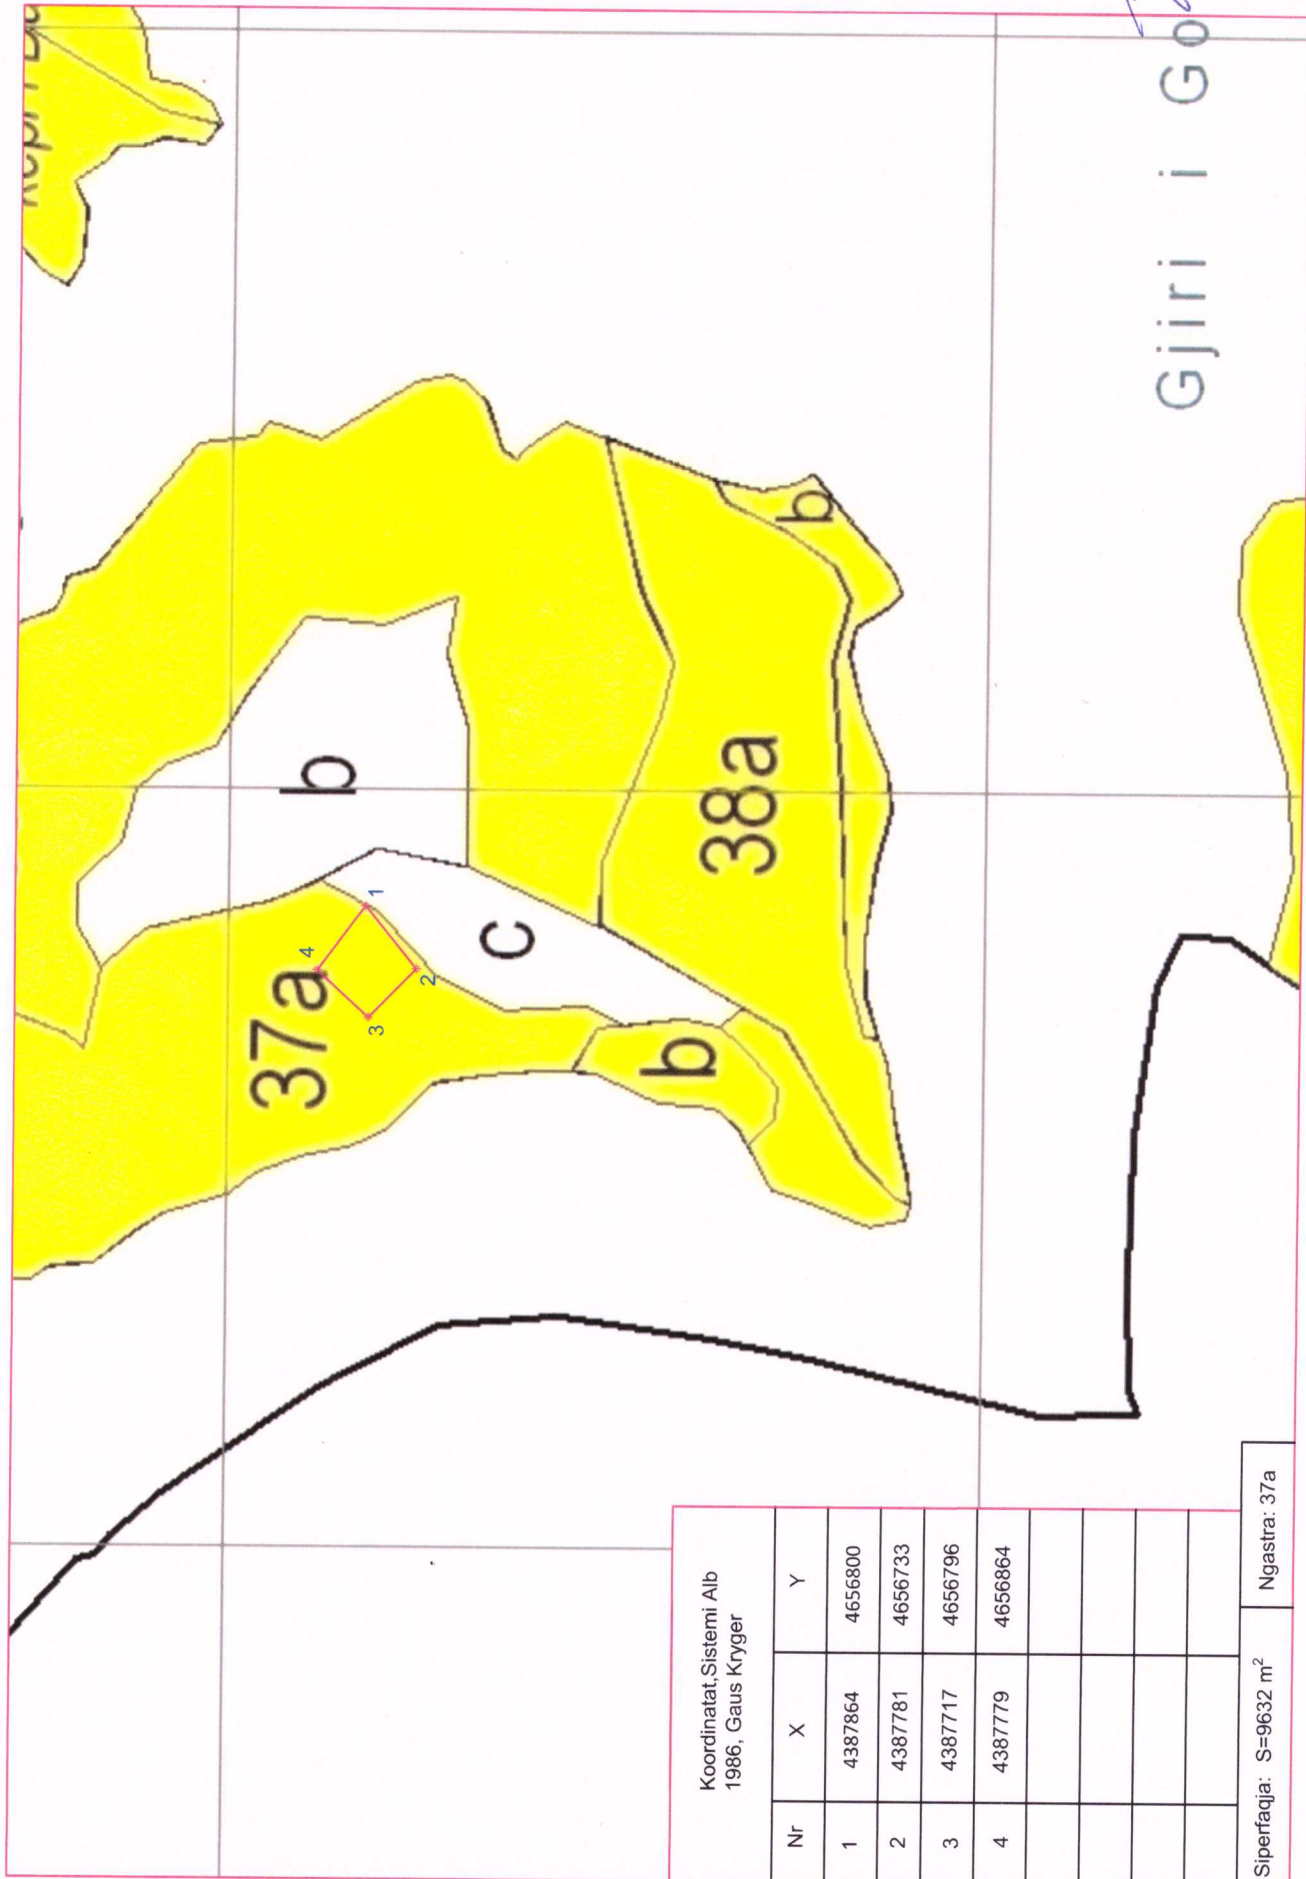 37a
b
c
b
38a
b
4
1
3
2
Gjiri i Go
Koordinatat,Sistemi Alb
1986, Gaus Kryger
Nr X Y
1 4387864 4656800
2 4387781 4656733
3 4387717 4656796
4 4387779 4656864
Siperfaqja: S=9632 m²
Ngastra: 37a